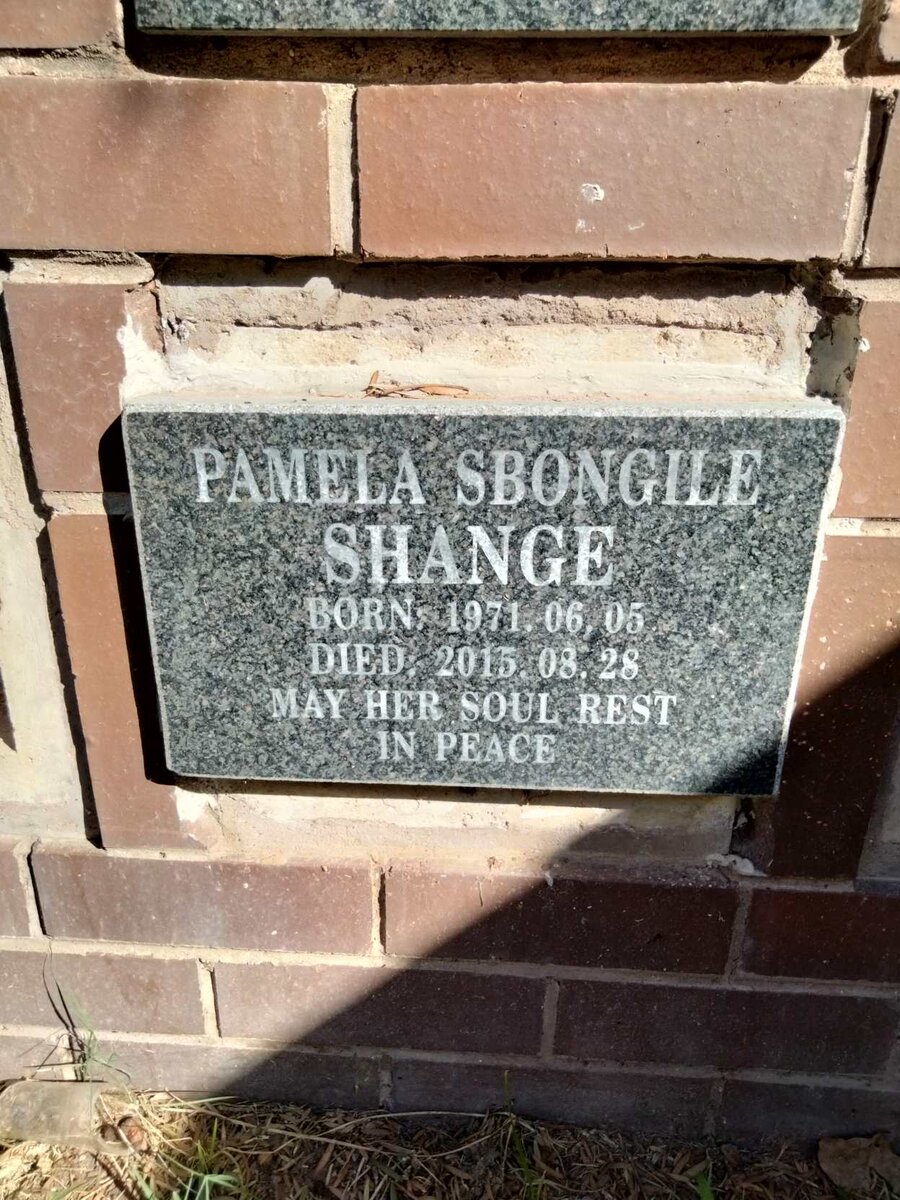 PAMELA SBONGILE
SHANGE
BORN: 1971.06.05
DIED: 2015.08.28
MAY HER SOUL REST
IN PEACE